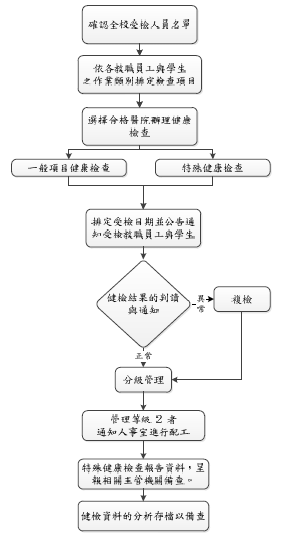 確認全校受檢人員名單
依各教職員工與學生
之作業類別排定檢查項目
選擇合格醫院辦理健康
檢查
一般項目健康檢查
特殊健康檢查
排定受檢日期並公告通
知受檢教職員工與學生
健檢結果的判讀
與通知
異
常
複檢
正常
分級管理
管理等級 2 者
通知人事室進行配工
特殊健康檢查報告資料，呈
報相關主管機關備查。
健檢資料的分析存檔以備查